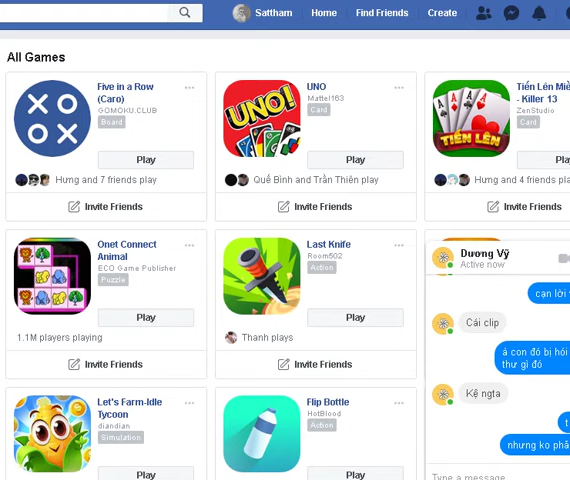 Sattham Home Find Friends Create
All Games
Five in a Row
(Caro)
GOMOKU.CLUB
Board
Play
Hưng and 7 friends play
Invite Friends
UNO!
UNO
Mattel163
Card
Play
Quế Bình and Trần Thiên play
Invite Friends
TIẾN LÊN
Tiến Lên Miề
- Killer 13
ZenStudio
Card
Play
Hưng and 4 friends pla
Invite Friends
Onet Connect
Animal
ECO Game Publisher
Puzzle
Play
1.1M players playing
Invite Friends
Last Knife
Room502
Action
Play
Thanh plays
Invite Friends
Let's Farm-Idle
Tycoon
diandian
Simulation
Play
Flip Bottle
HotBlood
Action
Play
Dương Vỹ
Active now
cạn lời
Cái clip
à con đó bị hỏi
thư gì đó
Kệ ngta
nhưng ko phả
Type a message